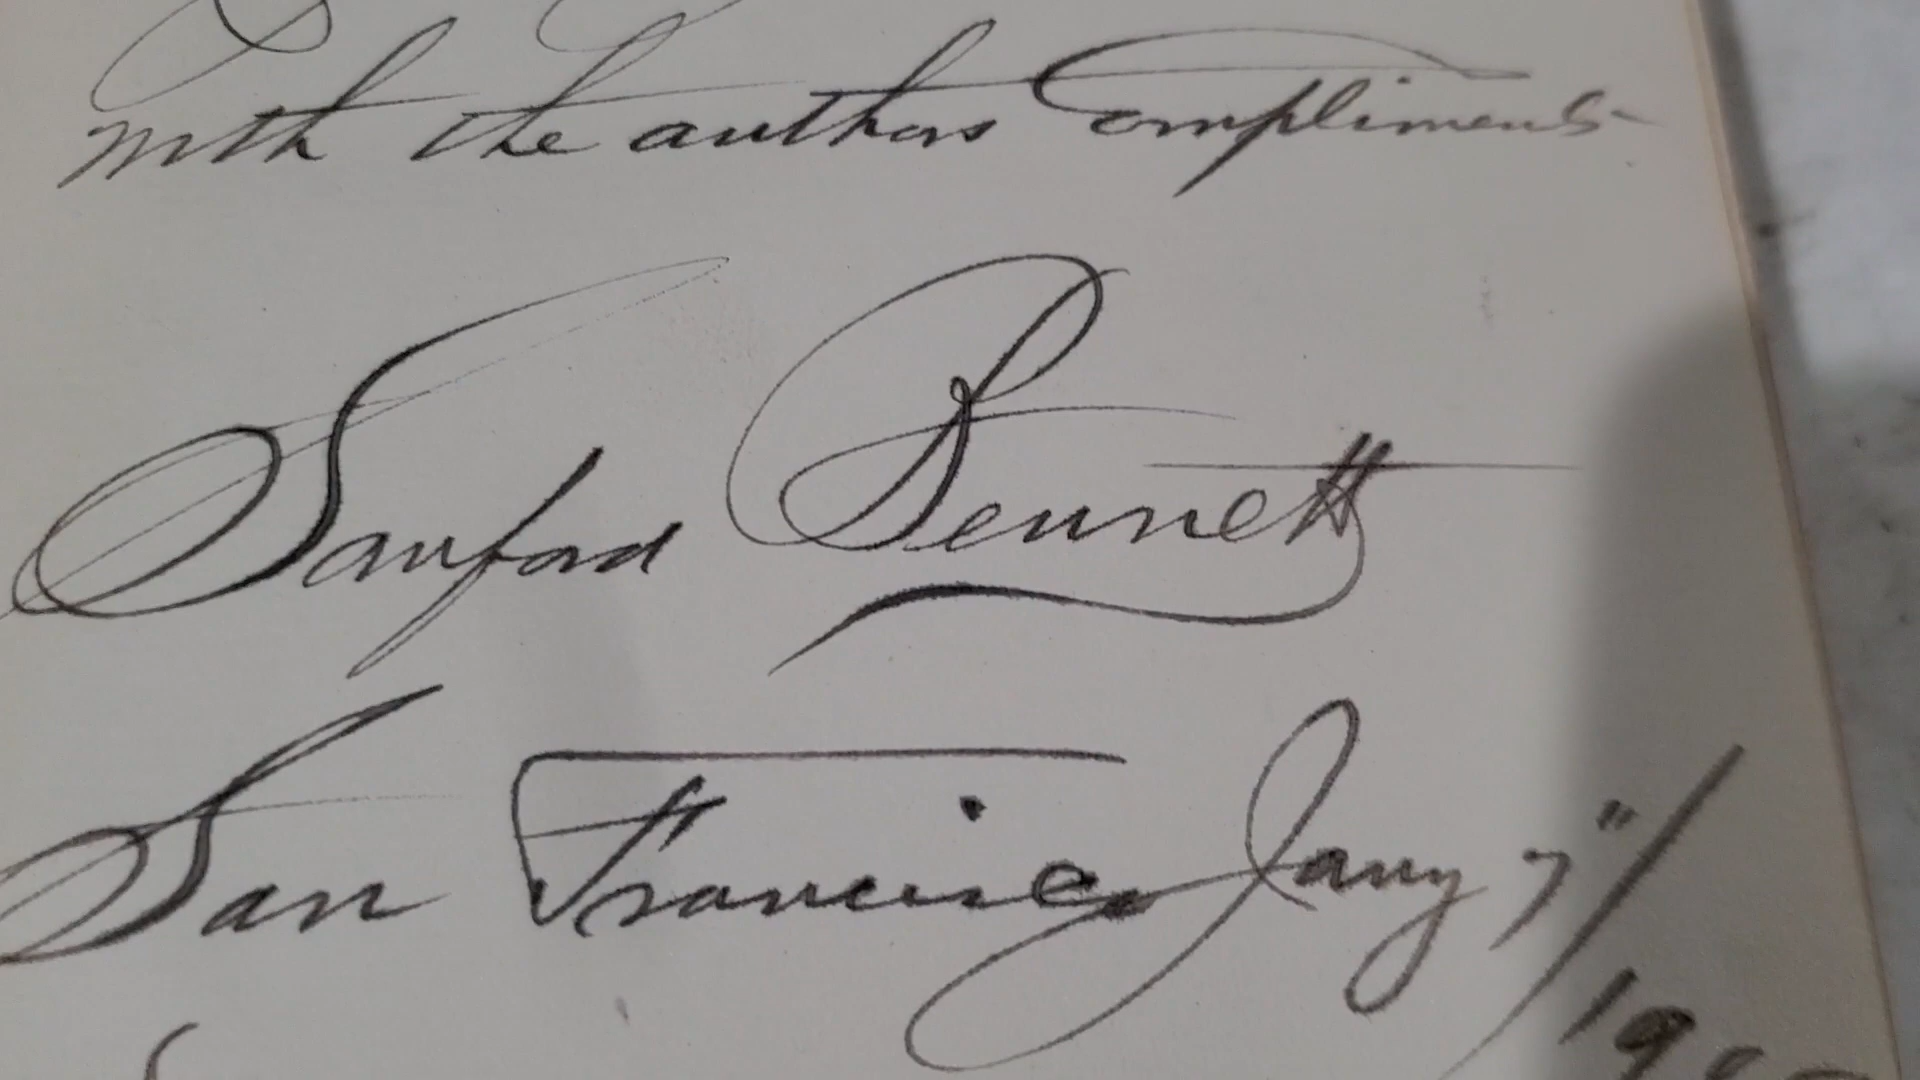 With the authors Compliments
Sanford Bennett
San Francisco Jany 7"/